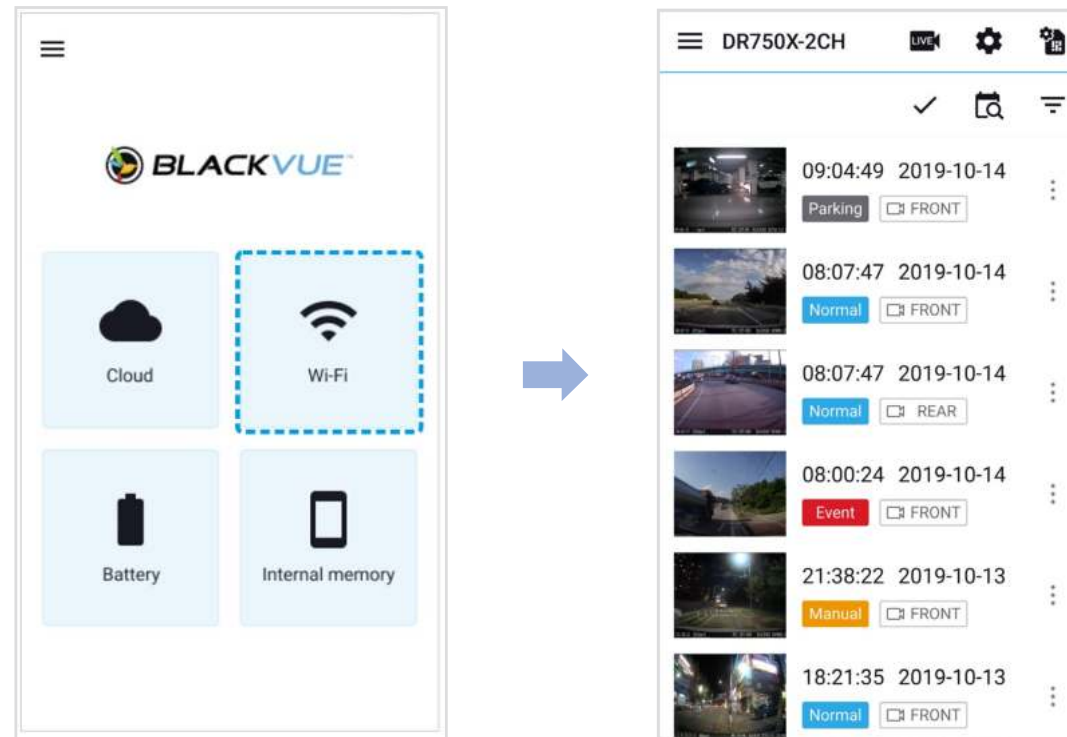 BLACKVUE™
Cloud
Wi-Fi
Battery
Internal memory
DR750X-2CH
LIVE
09:04:49 2019-10-14
Parking FRONT
08:07:47 2019-10-14
Normal FRONT
08:07:47 2019-10-14
Normal REAR
08:00:24 2019-10-14
Event FRONT
21:38:22 2019-10-13
Manual FRONT
18:21:35 2019-10-13
Normal FRONT